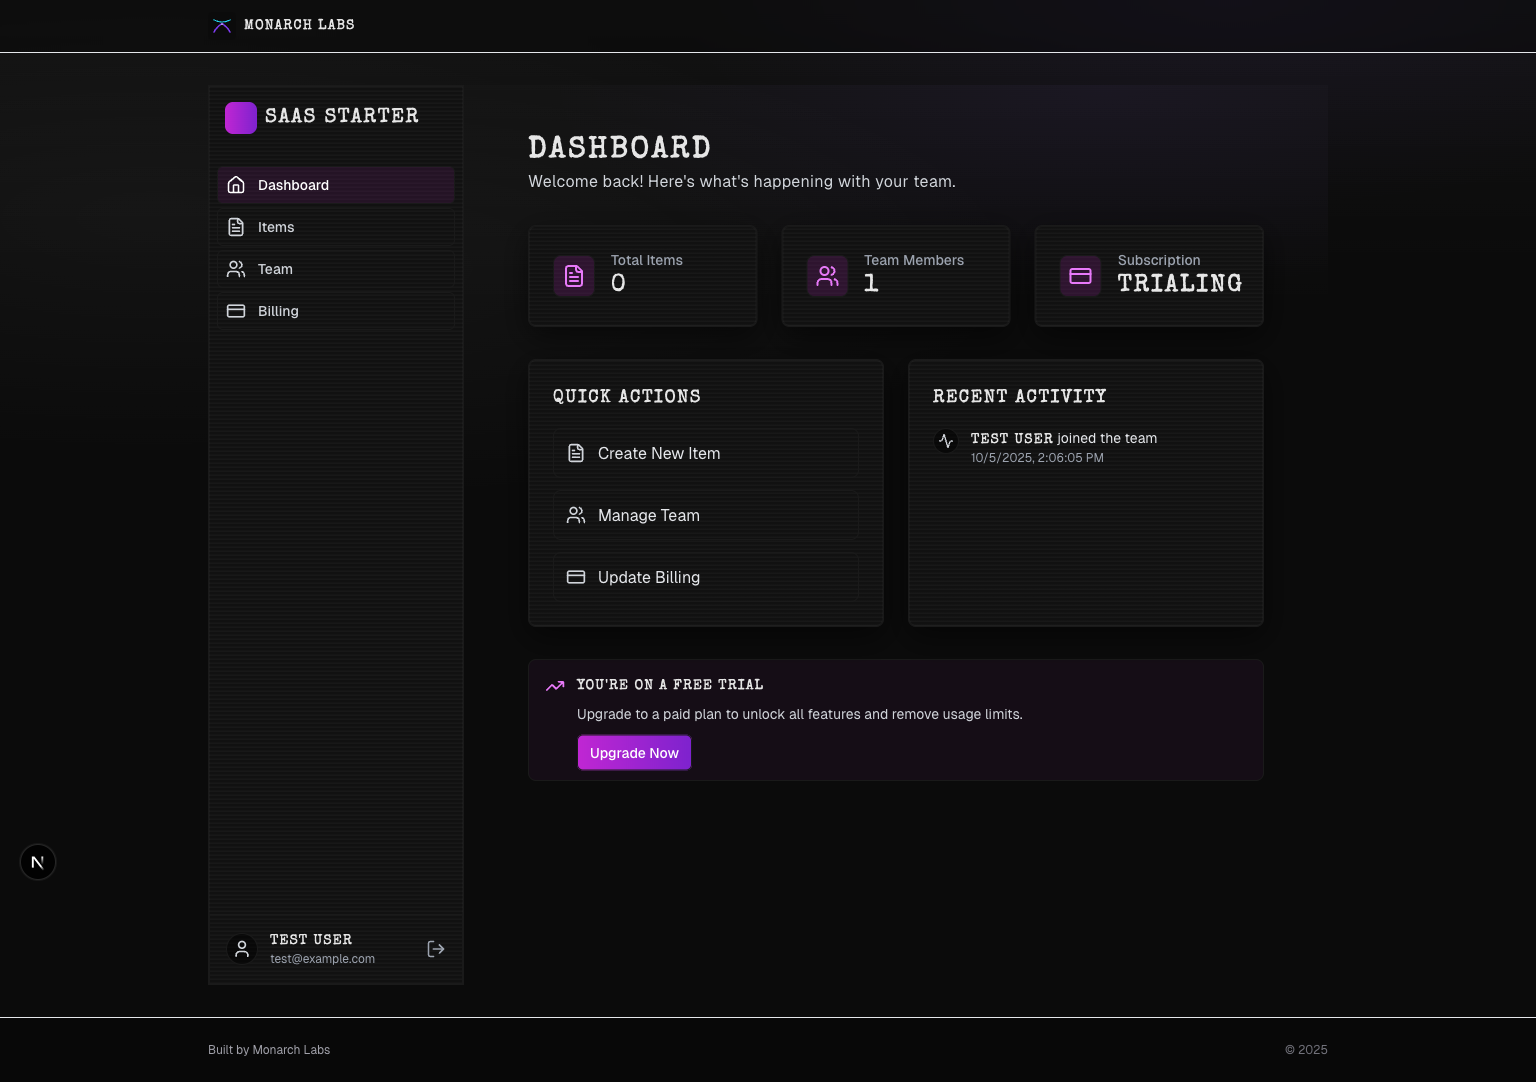 MONARCH LABS
SAAS STARTER
Dashboard
Items
Team
Billing
TEST USER
test@example.com
DASHBOARD
Welcome back! Here's what's happening with your team.
Total Items
0
Team Members
1
Subscription
TRIALING
QUICK ACTIONS
Create New Item
Manage Team
Update Billing
RECENT ACTIVITY
TEST USER joined the team
10/5/2025, 2:06:05 PM
YOU'RE ON A FREE TRIAL
Upgrade to a paid plan to unlock all features and remove usage limits.
Upgrade Now
N
Built by Monarch Labs
© 2025